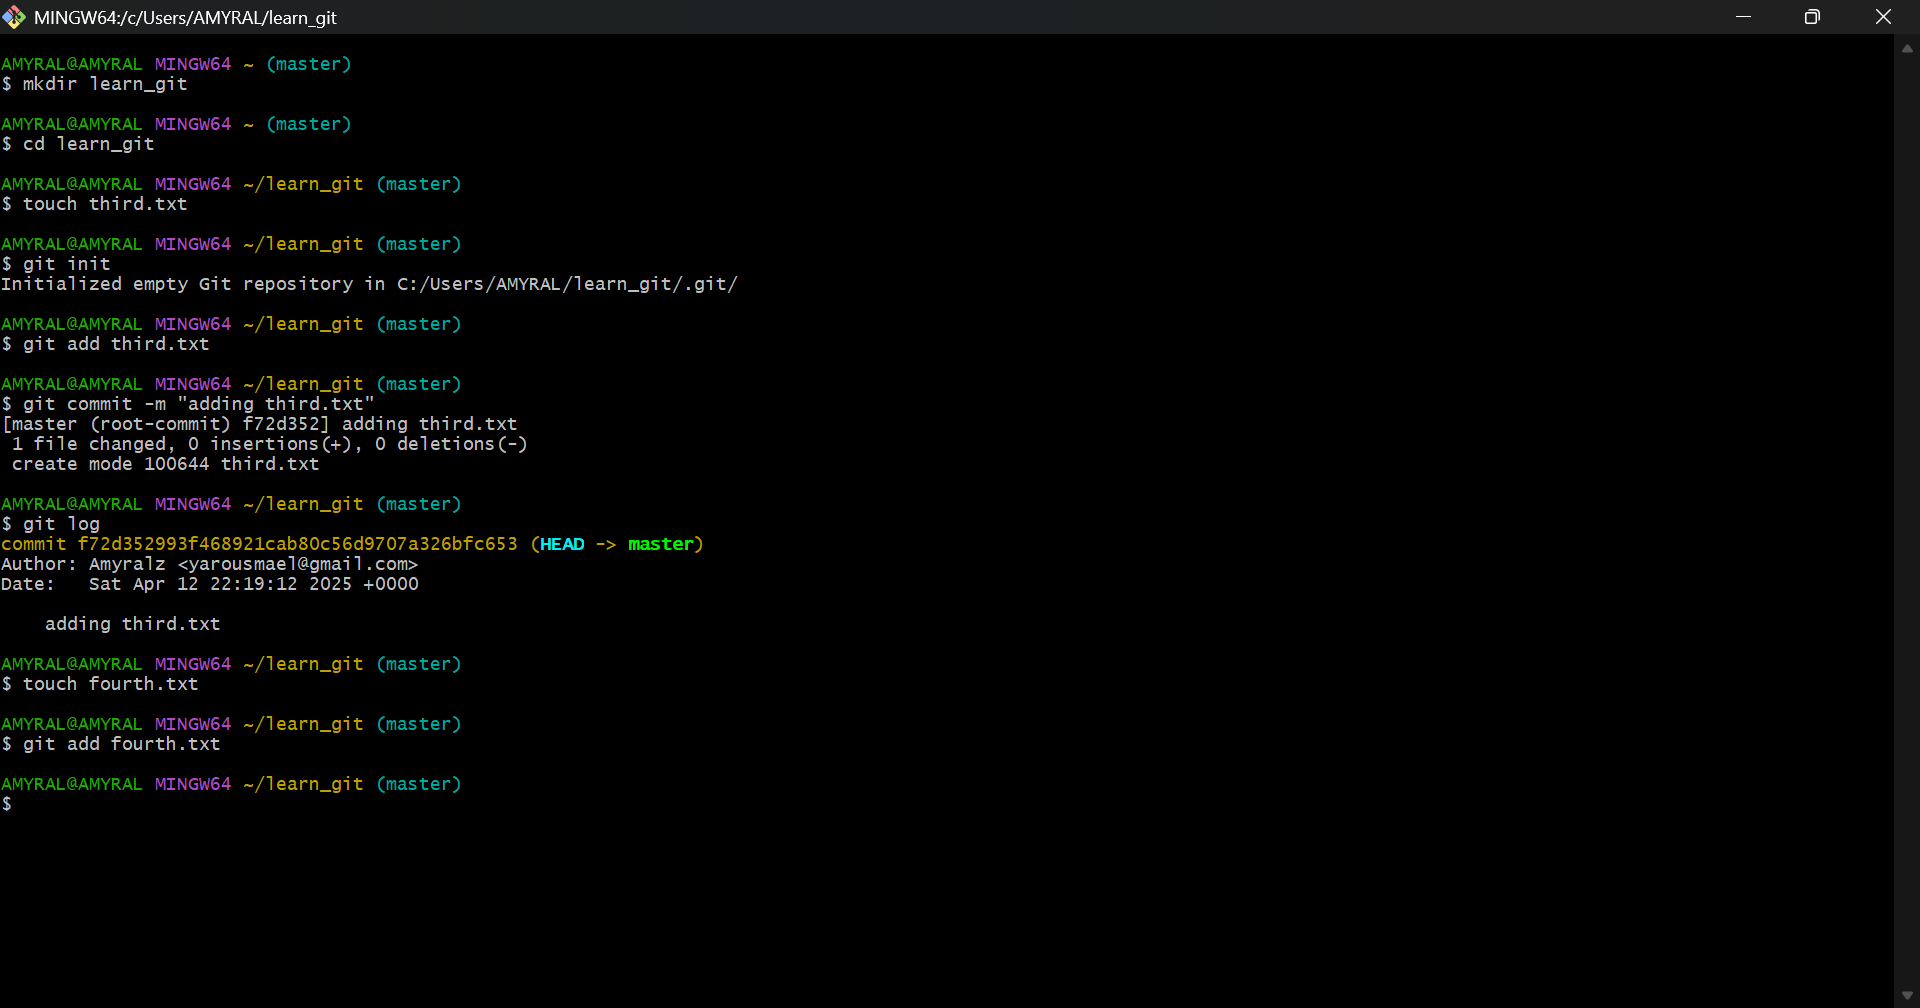 MINGW64:/c/Users/AMYRAL/learn_git
AMYRAL@AMYRAL MINGW64 ~ (master)
$ mkdir learn_git
AMYRAL@AMYRAL MINGW64 ~ (master)
$ cd learn_git
AMYRAL@AMYRAL MINGW64 ~/learn_git (master)
$ touch third.txt
AMYRAL@AMYRAL MINGW64 ~/learn_git (master)
$ git init
Initialized empty Git repository in C:/Users/AMYRAL/learn_git/.git/
AMYRAL@AMYRAL MINGW64 ~/learn_git (master)
$ git add third.txt
AMYRAL@AMYRAL MINGW64 ~/learn_git (master)
$ git commit -m "adding third.txt"
[master (root-commit) f72d352] adding third.txt
 1 file changed, 0 insertions(+), 0 deletions(-)
 create mode 100644 third.txt
AMYRAL@AMYRAL MINGW64 ~/learn_git (master)
$ git log
commit f72d352993f468921cab80c56d9707a326bfc653 (HEAD -> master)
Author: Amyralz <yarousmael@gmail.com>
Date:   Sat Apr 12 22:19:12 2025 +0000
    adding third.txt
AMYRAL@AMYRAL MINGW64 ~/learn_git (master)
$ touch fourth.txt
AMYRAL@AMYRAL MINGW64 ~/learn_git (master)
$ git add fourth.txt
AMYRAL@AMYRAL MINGW64 ~/learn_git (master)
$